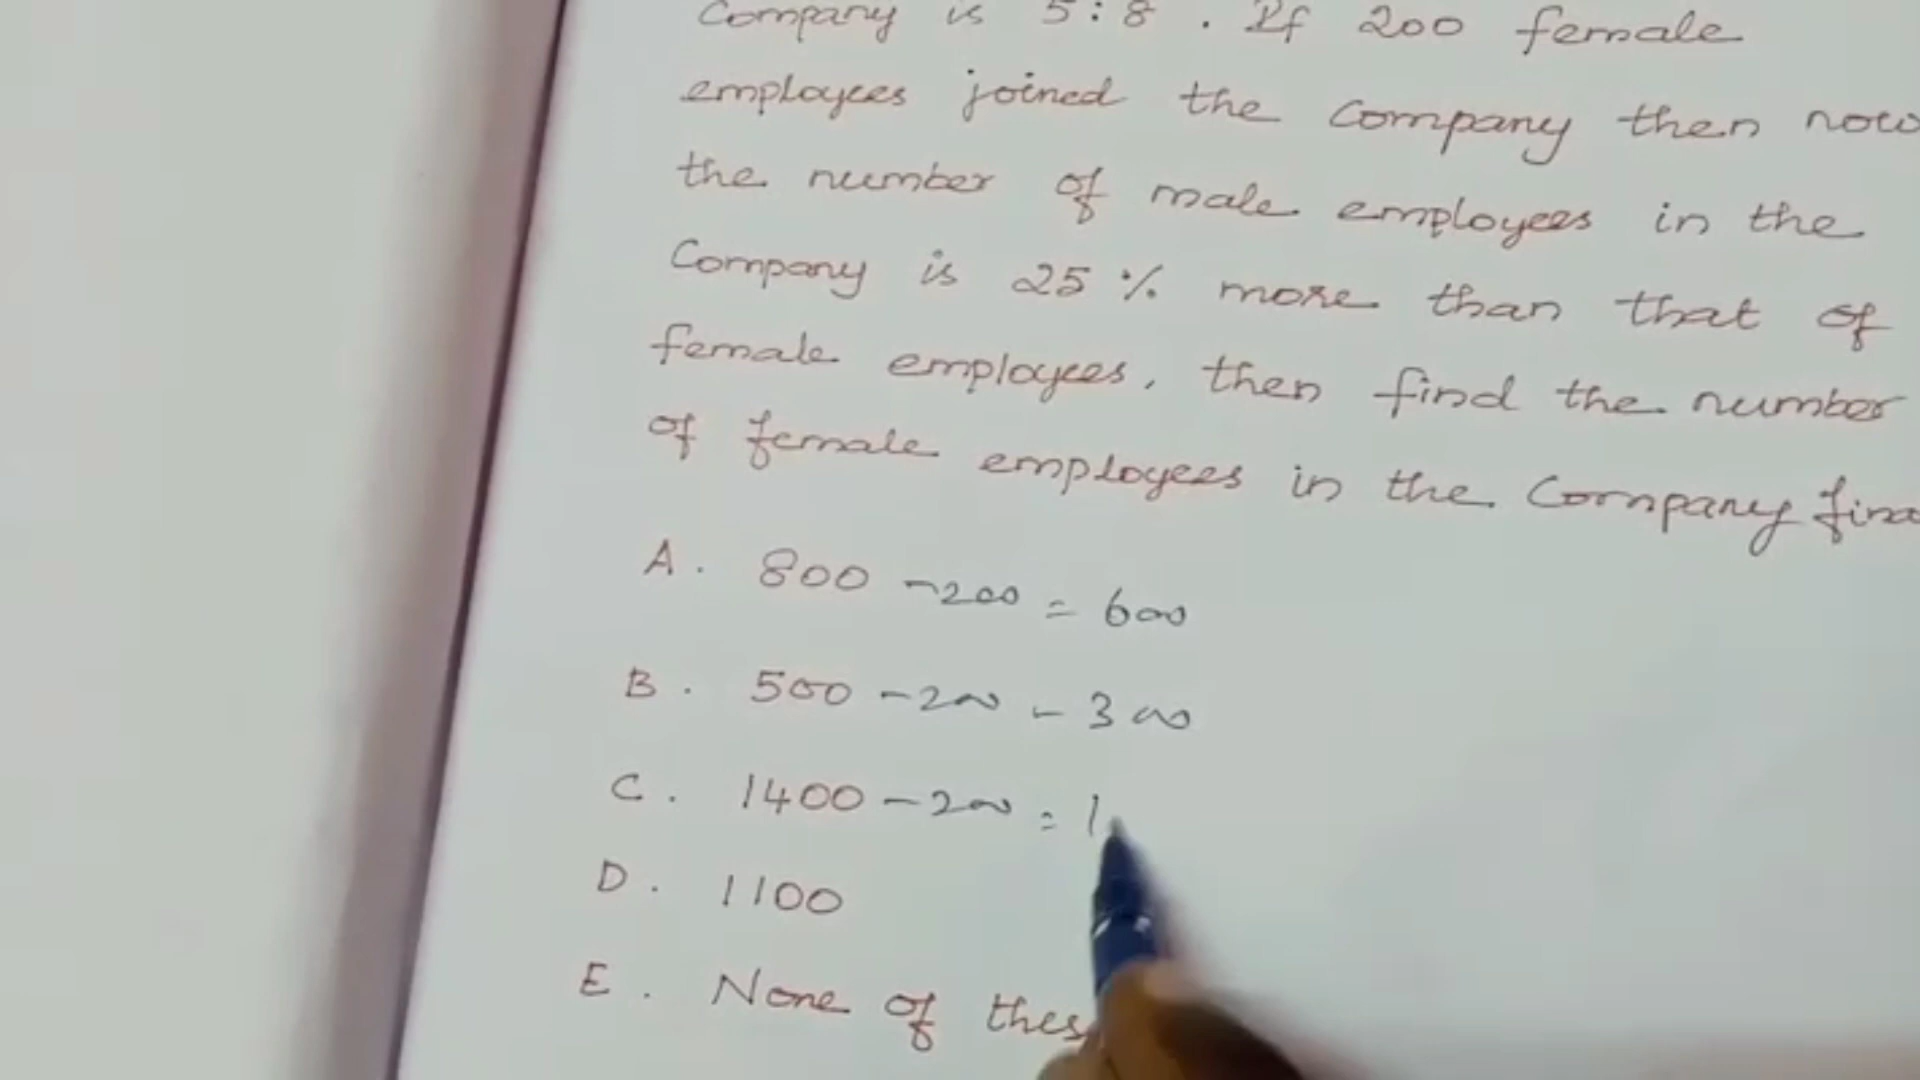 Company is 5:8. If 200 female
employees joined the Company then now
the number of male employees in the
Company is 25% more than that of
female employees, then find the number
of female employees in the Company
A. 800 -200 = 600
B. 500 -200 - 300
C. 1400 -200 = 1
D. 1100
E. None of